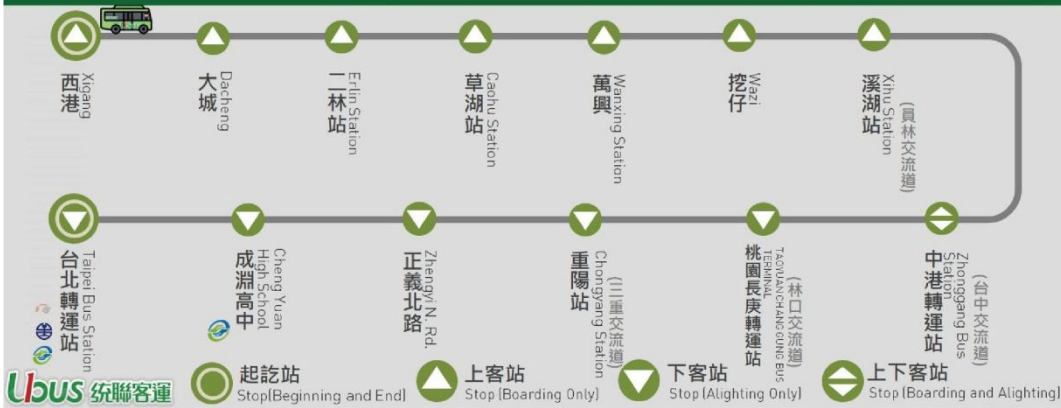 西港
Xigang
大城
Dacheng
二林站
Erlin Station
草湖站
Caohu Station
萬興
Wanxing Station
挖仔
Wazi
溪湖站
Xihu Station
(員林交流道)
台北轉運站
Taipei Bus Station
成淵高中
Cheng Yuan
High School
正義北路
Zhengyi N. Rd.
重陽站
Chongyang Station
(三重交流道)
桃園長庚轉運站
TAOYUAN CHANG GUNG BUS
TERMINAL
(林口交流道)
中港轉運站
Zhonggang Bus
Station
(台中交流道)
Ubus 統聯客運
起訖站
Stop(Beginning and End)
上客站
Stop (Boarding Only)
下客站
Stop (Alighting Only)
上下客站
Stop (Boarding and Alighting)